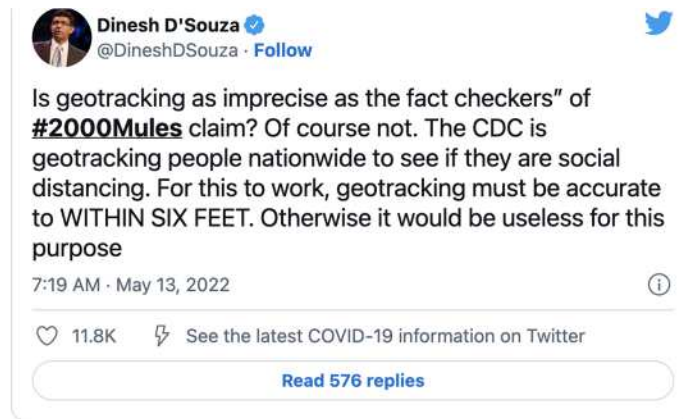 Dinesh D'Souza
@DineshDSouza · Follow
Is geotracking as imprecise as the fact checkers” of
#2000Mules claim? Of course not. The CDC is
geotracking people nationwide to see if they are social
distancing. For this to work, geotracking must be accurate
to WITHIN SIX FEET. Otherwise it would be useless for this
purpose
7:19 AM · May 13, 2022
11.8K See the latest COVID-19 information on Twitter
Read 576 replies